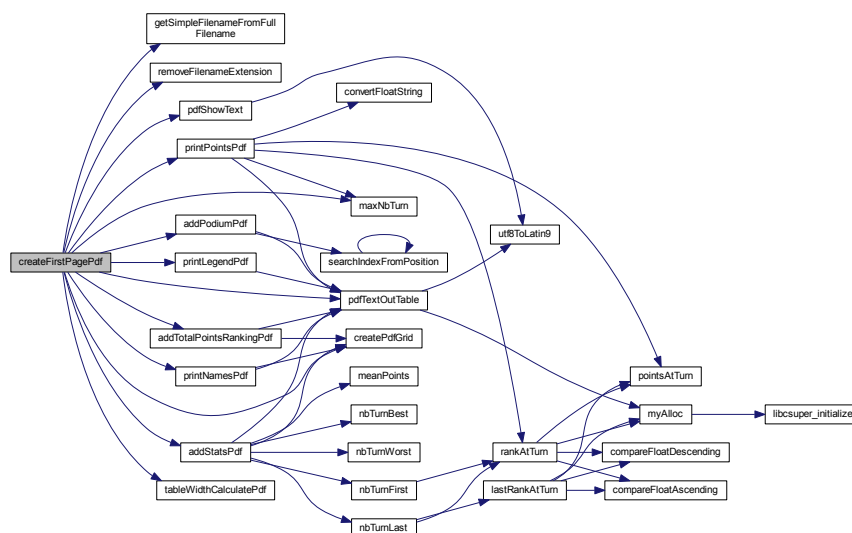 getSimpleFilenameFromFull
Filename
removeFilenameExtension
pdfShowText
convertFloatString
printPointsPdf
maxNbTurn
addPodiumPdf
utf8ToLatin9
createFirstPagePdf
printLegendPdf
searchIndexFromPosition
pdfTextOutTable
addTotalPointsRankingPdf
createPdfGrid
printNamesPdf
meanPoints
pointsAtTurn
nbTurnBest
myAlloc
libcsuper_initialize
addStatsPdf
nbTurnWorst
rankAtTurn
compareFloatDescending
tableWidthCalculatePdf
nbTurnFirst
lastRankAtTurn
compareFloatAscending
nbTurnLast